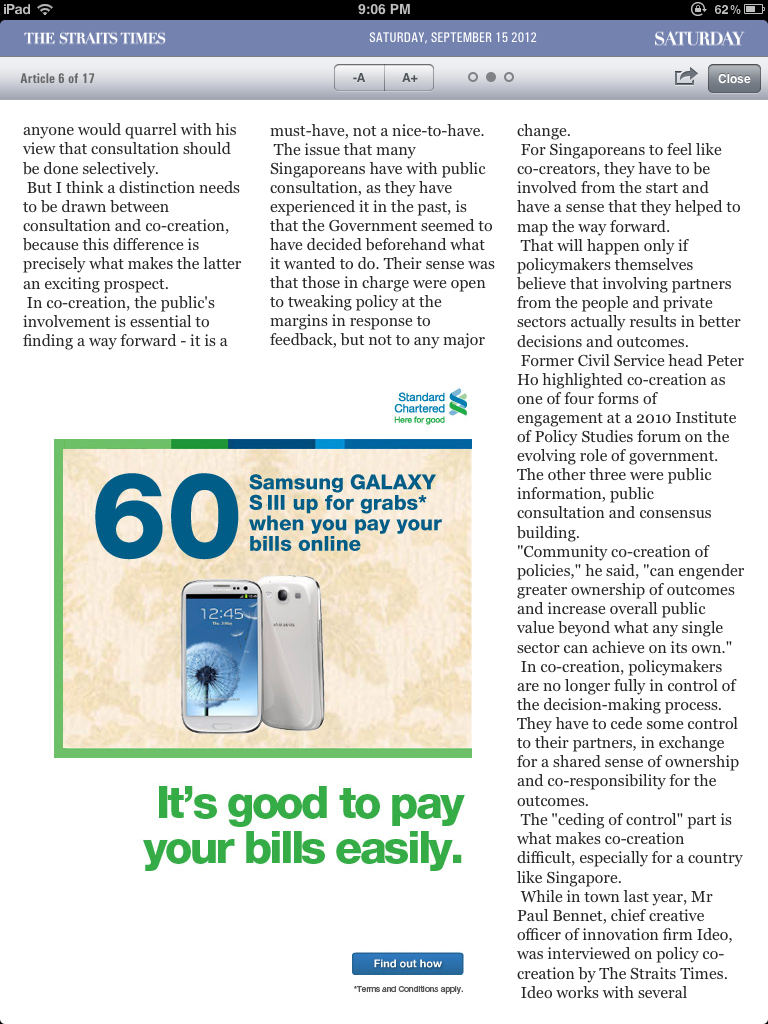 iPad
9:06 PM
62%
THE STRAITS TIMES
SATURDAY, SEPTEMBER 15 2012
SATURDAY
Article 6 of 17
-A
A+
Close
anyone would quarrel with his
view that consultation should
be done selectively.
But I think a distinction needs
to be drawn between
consultation and co-creation,
because this difference is
precisely what makes the latter
an exciting prospect.
In co-creation, the public's
involvement is essential to
finding a way forward - it is a
must-have, not a nice-to-have.
The issue that many
Singaporeans have with public
consultation, as they have
experienced it in the past, is
that the Government seemed to
have decided beforehand what
it wanted to do. Their sense was
that those in charge were open
to tweaking policy at the
margins in response to
feedback, but not to any major
change.
For Singaporeans to feel like
co-creators, they have to be
involved from the start and
have a sense that they helped to
map the way forward.
That will happen only if
policymakers themselves
believe that involving partners
from the people and private
sectors actually results in better
decisions and outcomes.
Former Civil Service head Peter
Ho highlighted co-creation as
one of four forms of
engagement at a 2010 Institute
of Policy Studies forum on the
evolving role of government.
The other three were public
information, public
consultation and consensus
building.
"Community co-creation of
policies," he said, "can engender
greater ownership of outcomes
and increase overall public
value beyond what any single
sector can achieve on its own."
In co-creation, policymakers
are no longer fully in control of
the decision-making process.
They have to cede some control
to their partners, in exchange
for a shared sense of ownership
and co-responsibility for the
outcomes.
The "ceding of control" part is
what makes co-creation
difficult, especially for a country
like Singapore.
While in town last year, Mr
Paul Bennet, chief creative
officer of innovation firm Ideo,
was interviewed on policy co-
creation by The Straits Times.
Ideo works with several
Standard
Chartered
Here for good
60
Samsung GALAXY
S III up for grabs*
when you pay your
bills online
12:45
SAMSUNG
It's good to pay
your bills easily.
Find out how
*Terms and Conditions apply.